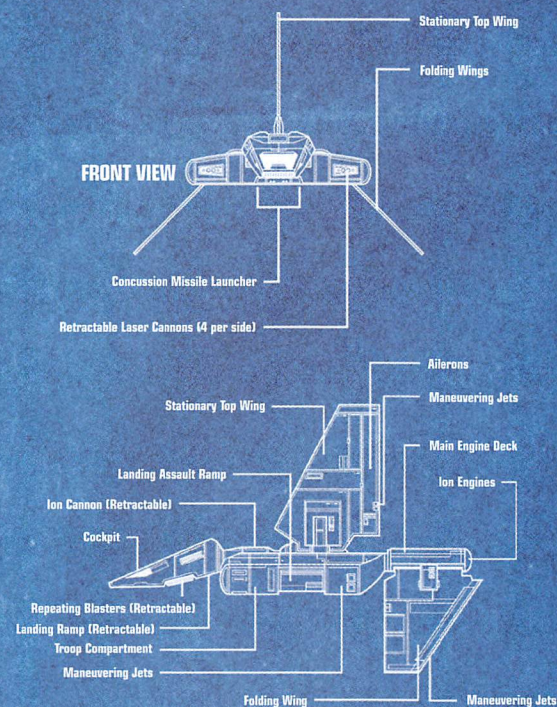 Stationary Top Wing
Folding Wings
FRONT VIEW
Concussion Missile Launcher
Retractable Laser Cannons (4 per side)
Ailerons
Stationary Top Wing
Maneuvering Jets
Main Engine Deck
Landing Assault Ramp
Ion Engines
Ion Cannon (Retractable)
Cockpit
Repeating Blasters (Retractable)
Landing Ramp (Retractable)
Troop Compartment
Maneuvering Jets
Folding Wing
Maneuvering Jets